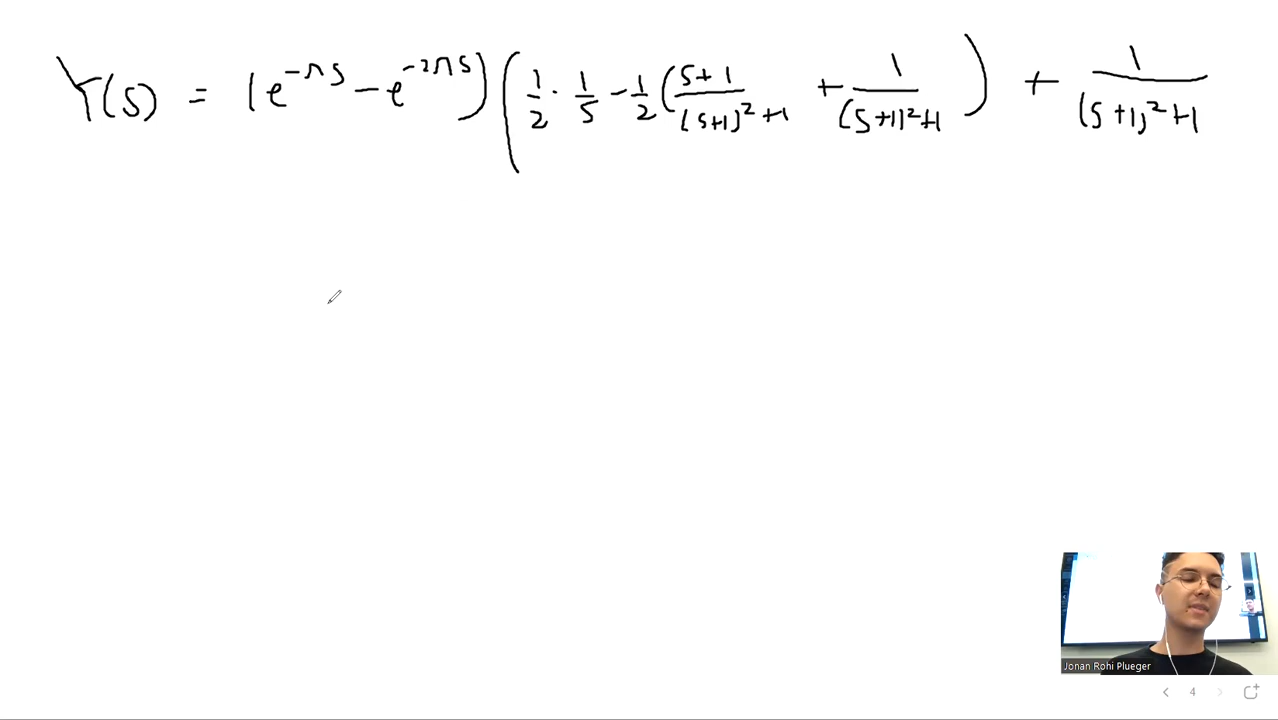 Y(s) = (e^{-πs} - e^{-2πs}) ( 1/2 · 1/s - 1/2 ( (s+1)/((s+1)^2+1) + 1/((s+1)^2+1) ) + 1/((s+1)^2+1)
Jonan Rohi Plueger
4